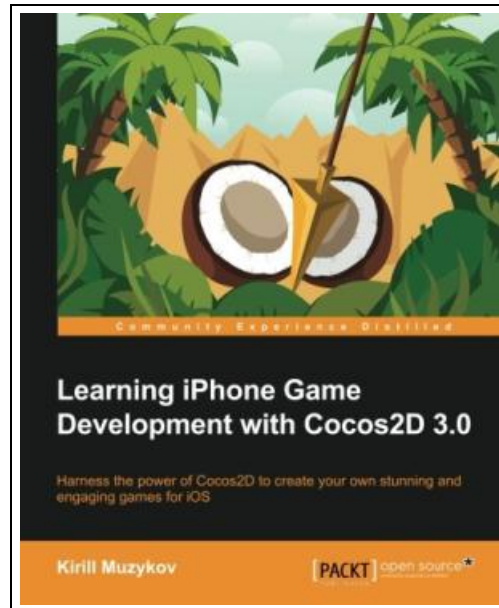 Community Experience Distilled
Learning iPhone Game
Development with Cocos2D 3.0
Harness the power of Cocos2D to create your own stunning and
engaging games for iOS
Kirill Muzykov
[PACKT] open source*
PUBLISHING